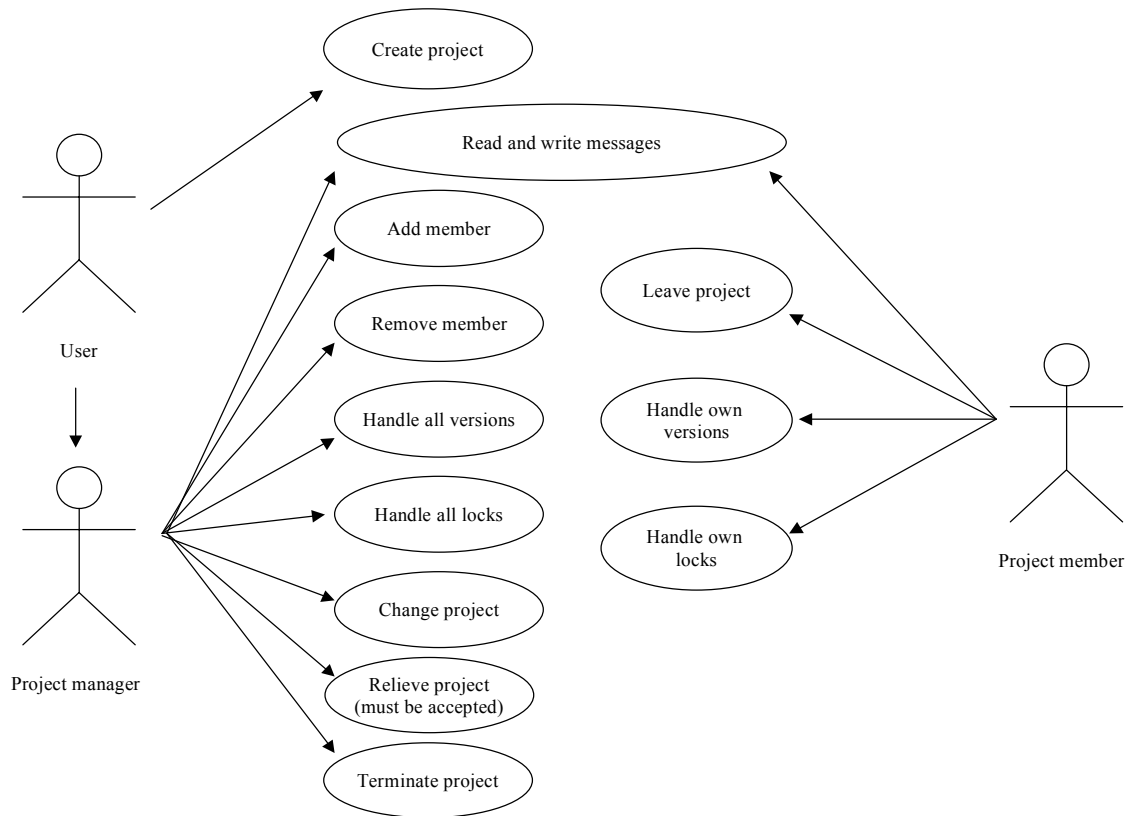 Create project
Read and write messages
Add member
Leave project
Remove member
User
Handle all versions
Handle own
versions
Handle all locks
Handle own
locks
Project member
Change project
Project manager
Relieve project
(must be accepted)
Terminate project